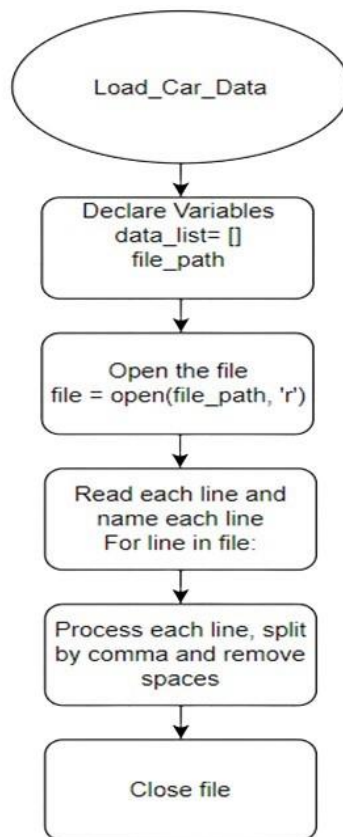 Load_Car_Data
Declare Variables
data_list= []
file_path
Open the file
file = open(file_path, 'r')
Read each line and
name each line
For line in file:
Process each line, split
by comma and remove
spaces
Close file